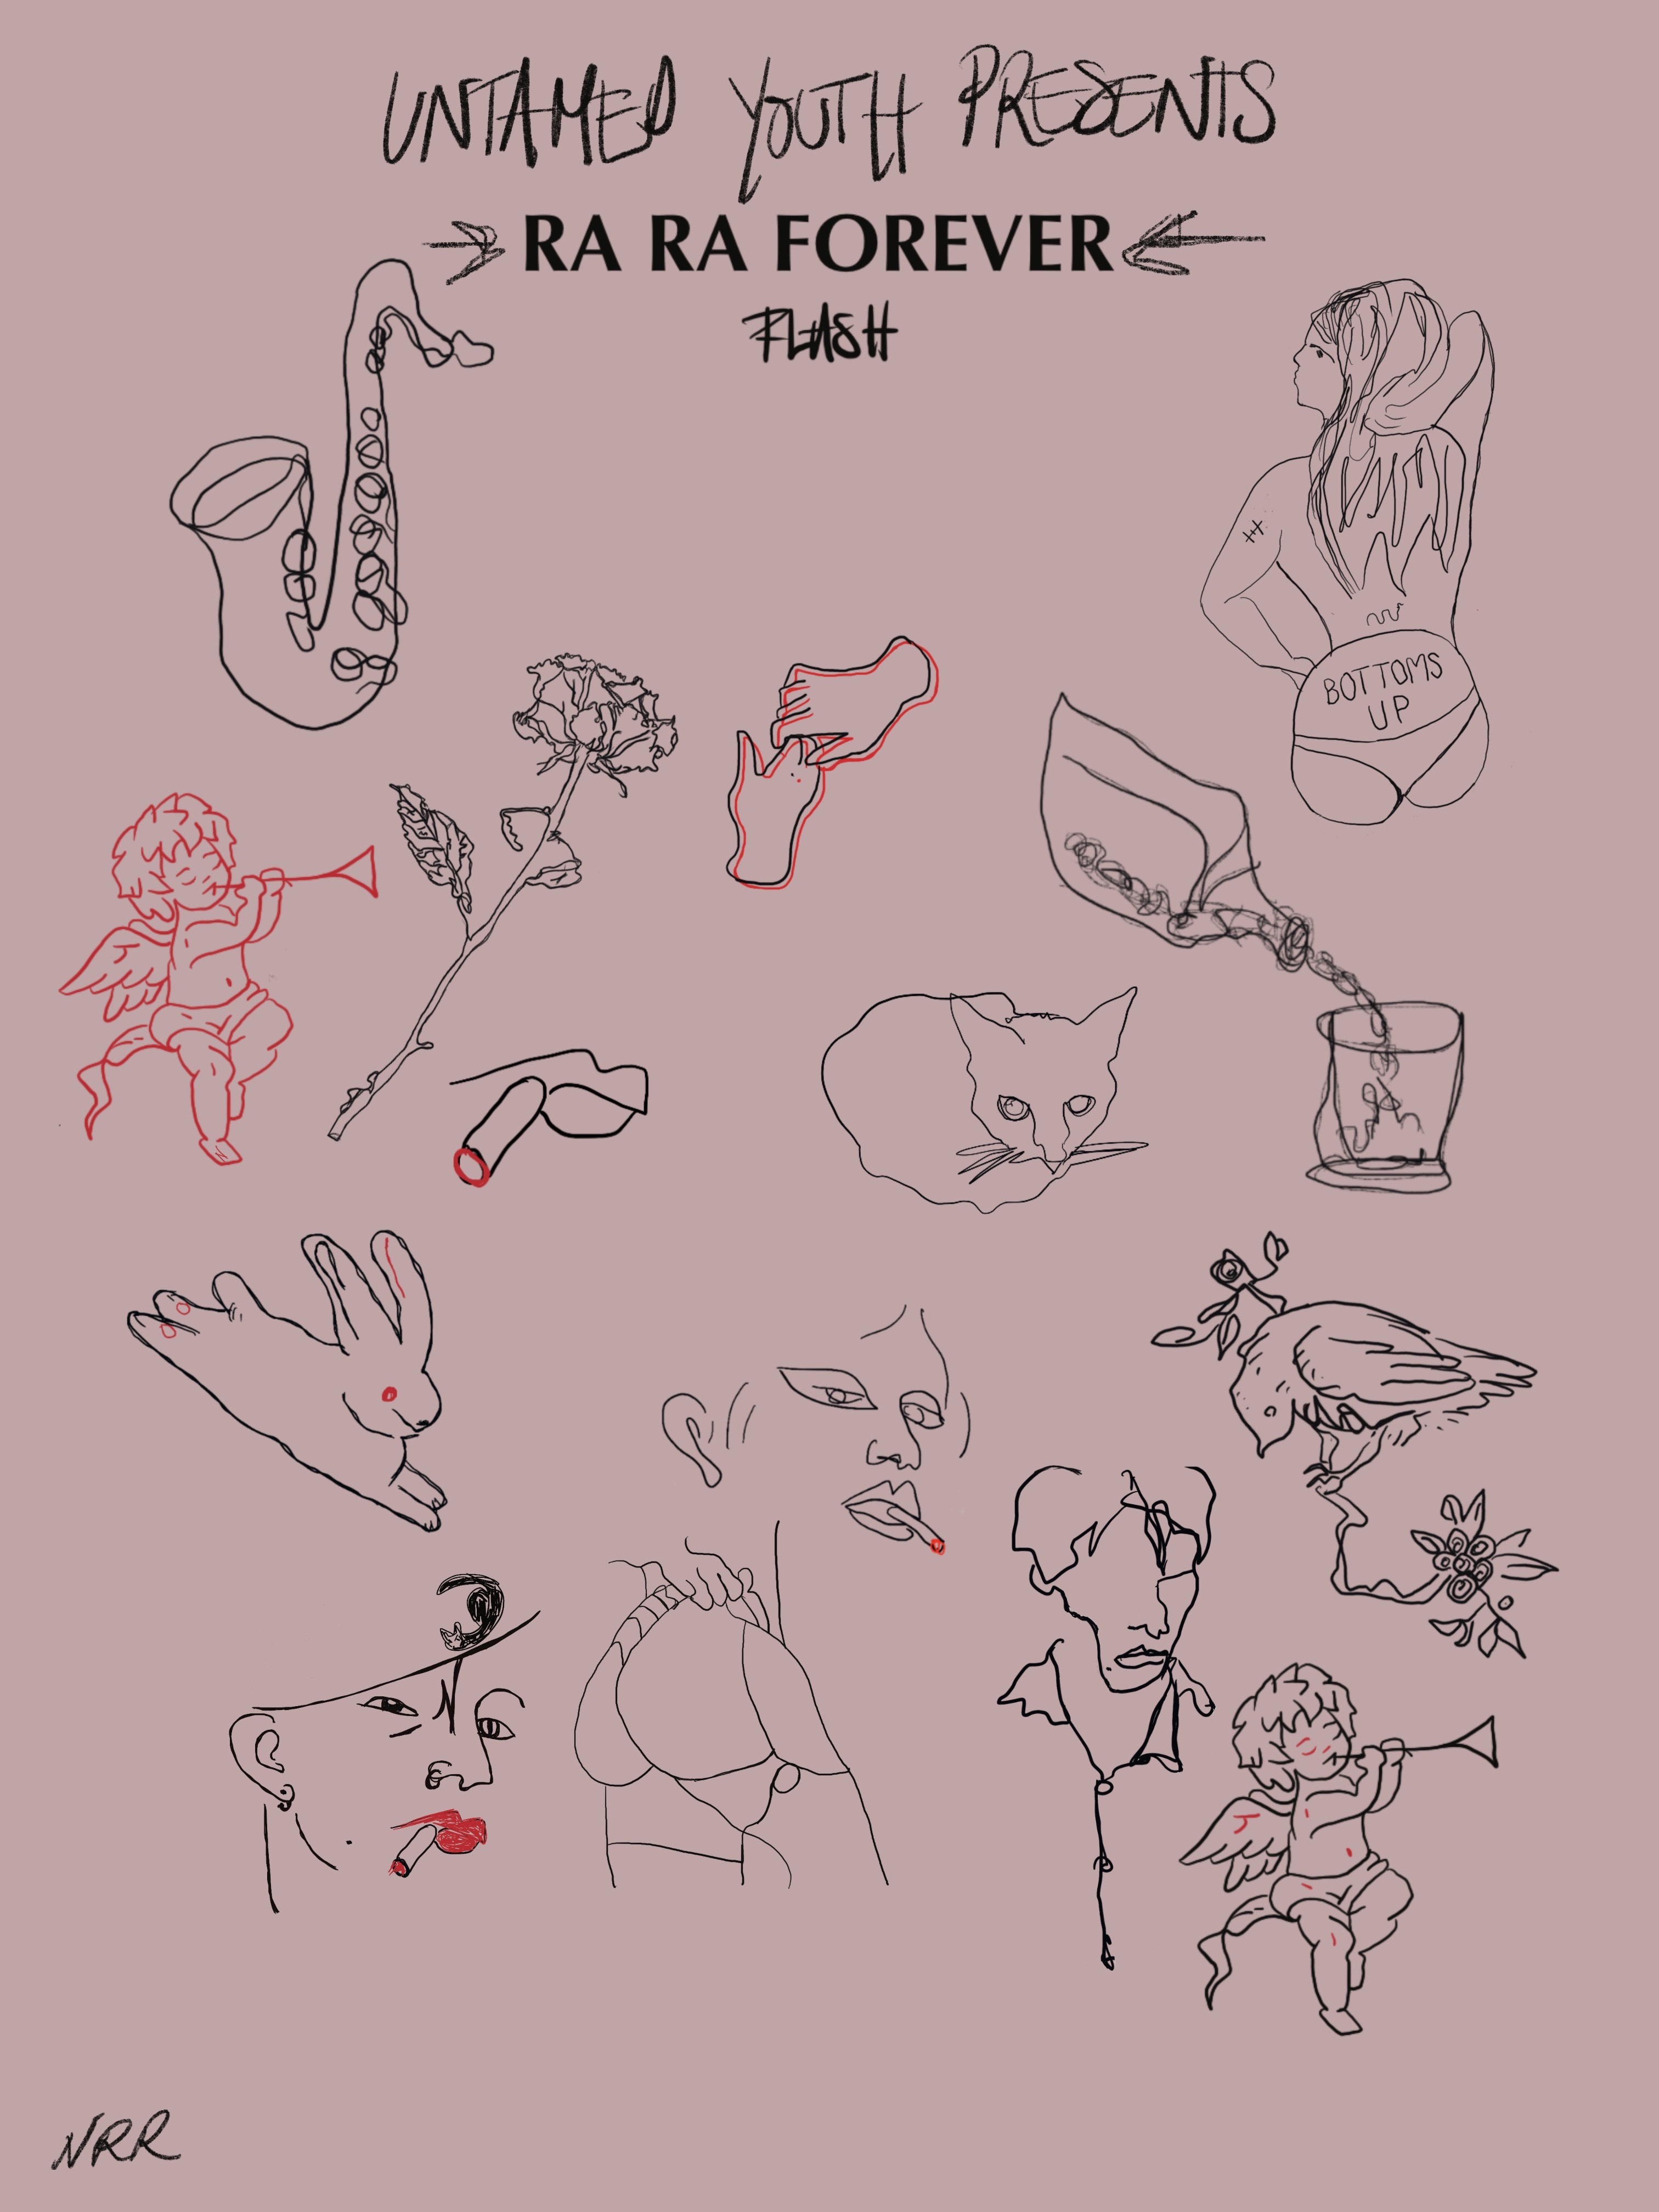 UNTAMED YOUTH PRESENTS
RA RA FOREVER
FLASH
BOTTOMS
UP
NRR